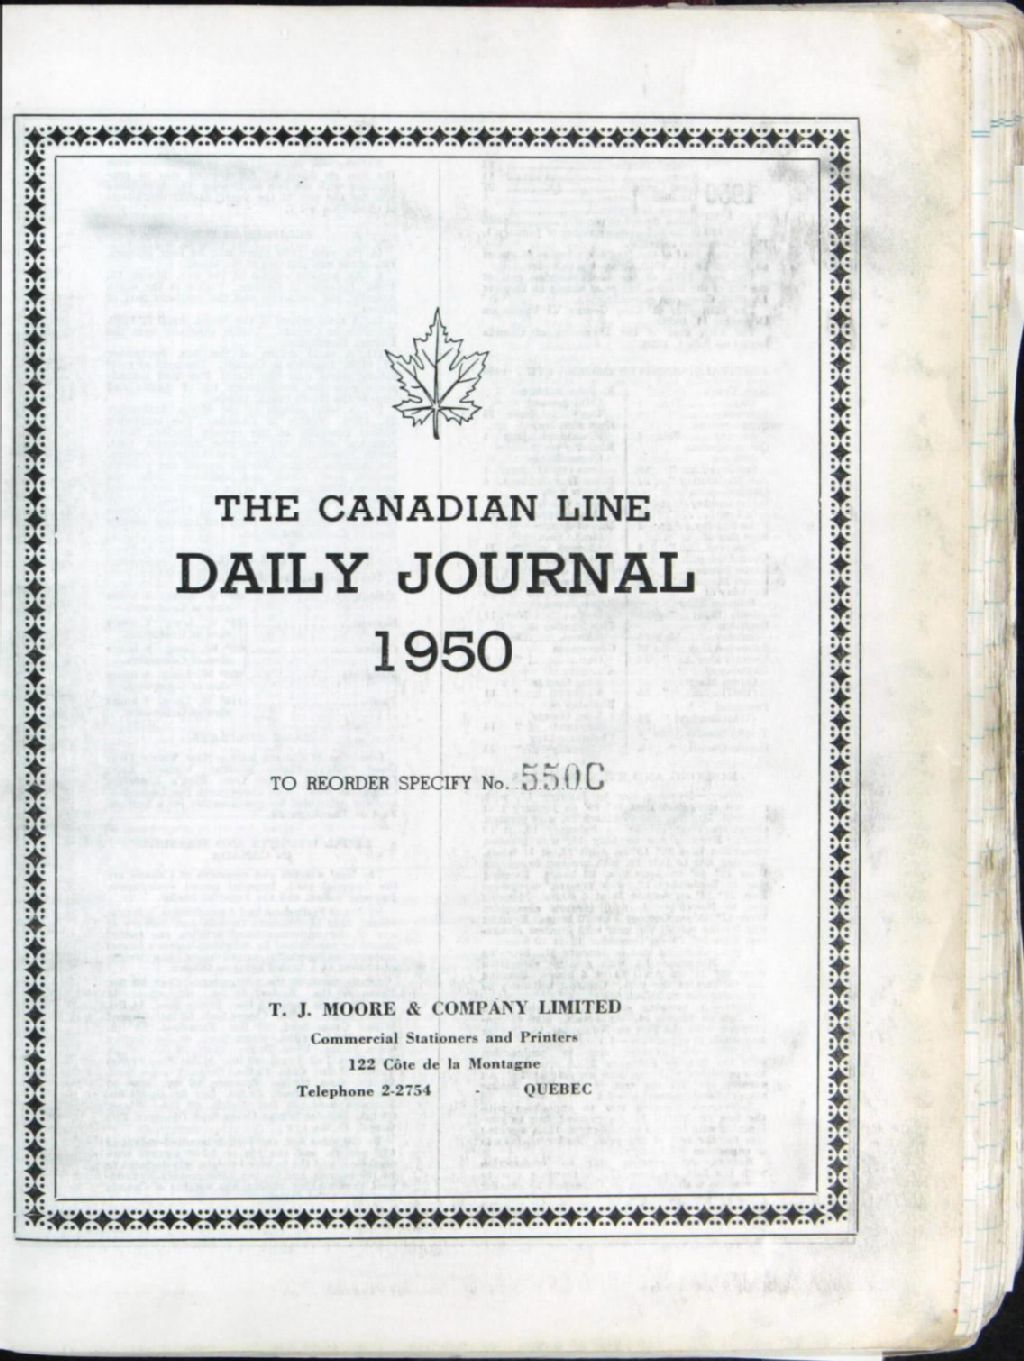 THE CANADIAN LINE
DAILY JOURNAL
1950
TO REORDER SPECIFY No. 550C
T. J. MOORE & COMPANY LIMITED
Commercial Stationers and Printers
122 Côte de la Montagne
Telephone 2-2754 - QUEBEC